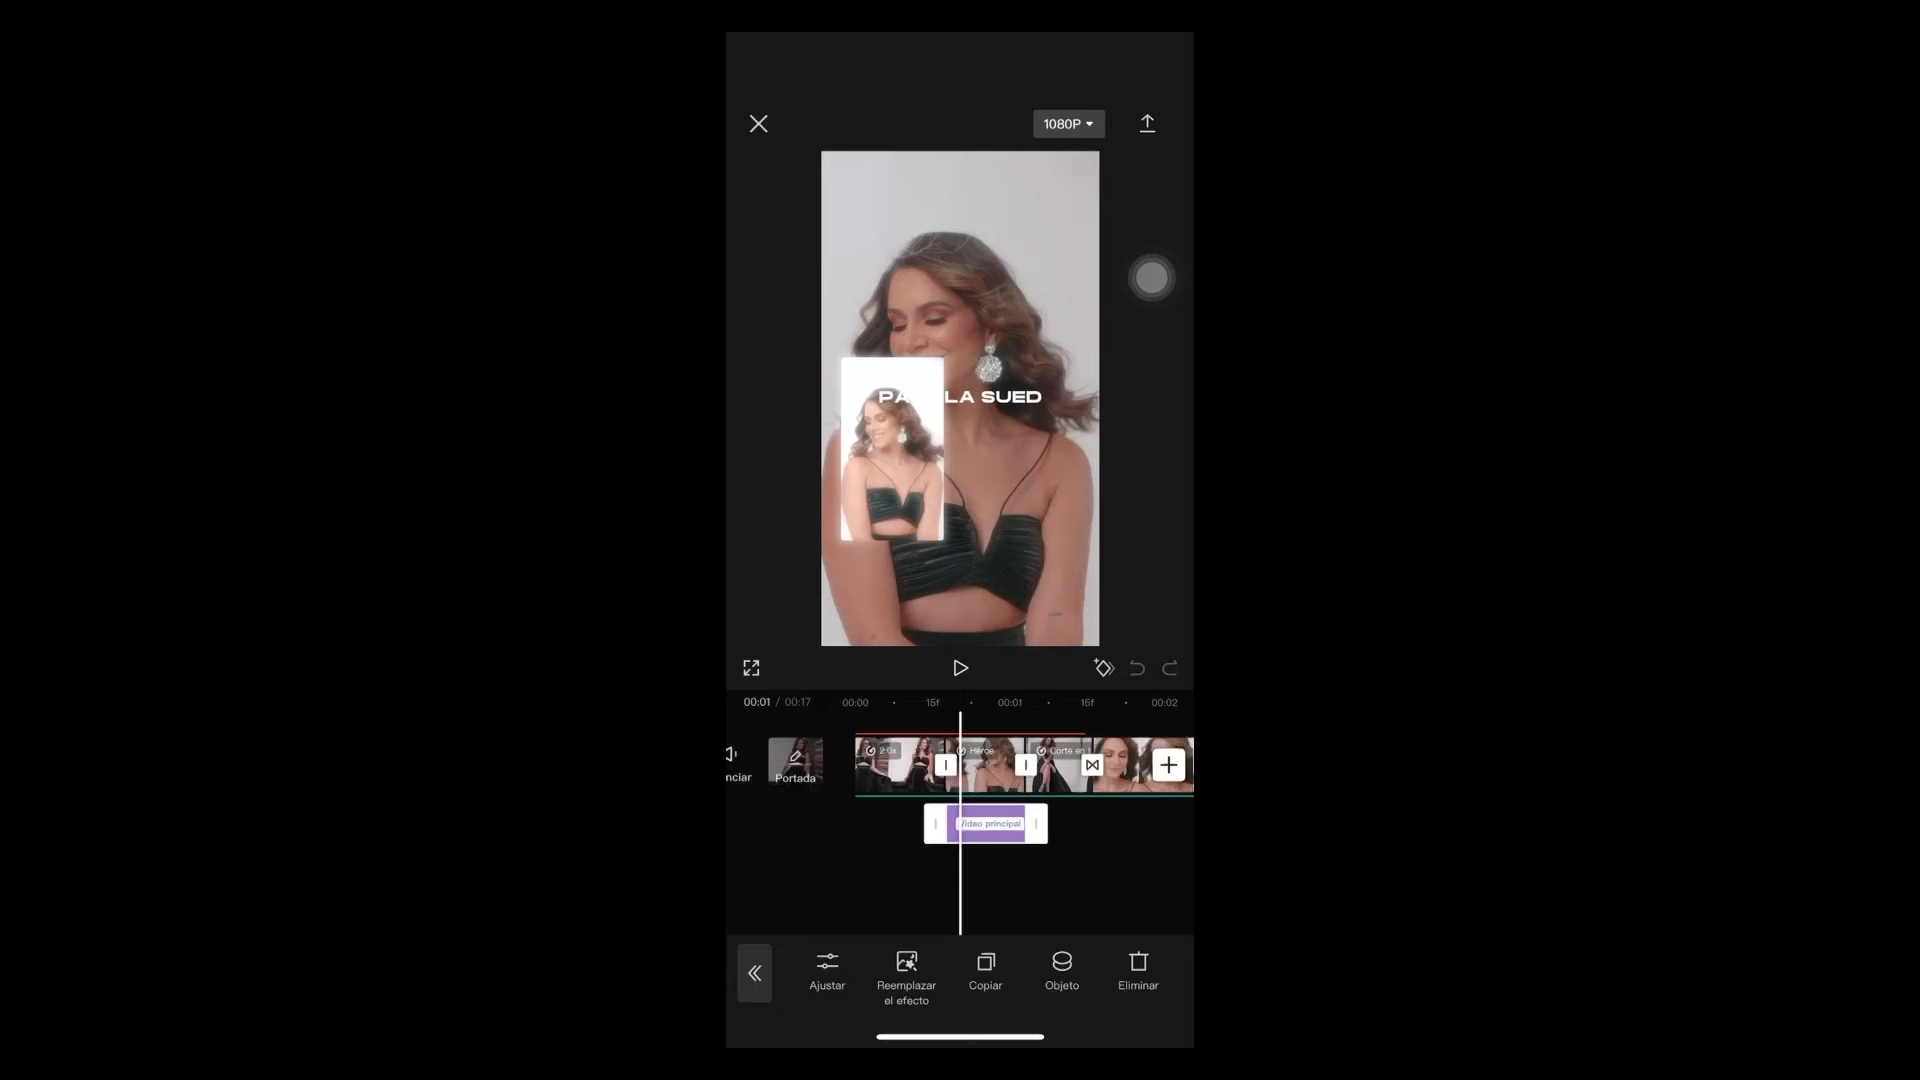 1080P
PA LA SUED
00:01 / 00:17
00:00
15f
00:01
15f
00:02
nciar
Portada
2.0x
Héroe
Corte en
Video principal
Ajustar
Reemplazar
el efecto
Copiar
Objeto
Eliminar